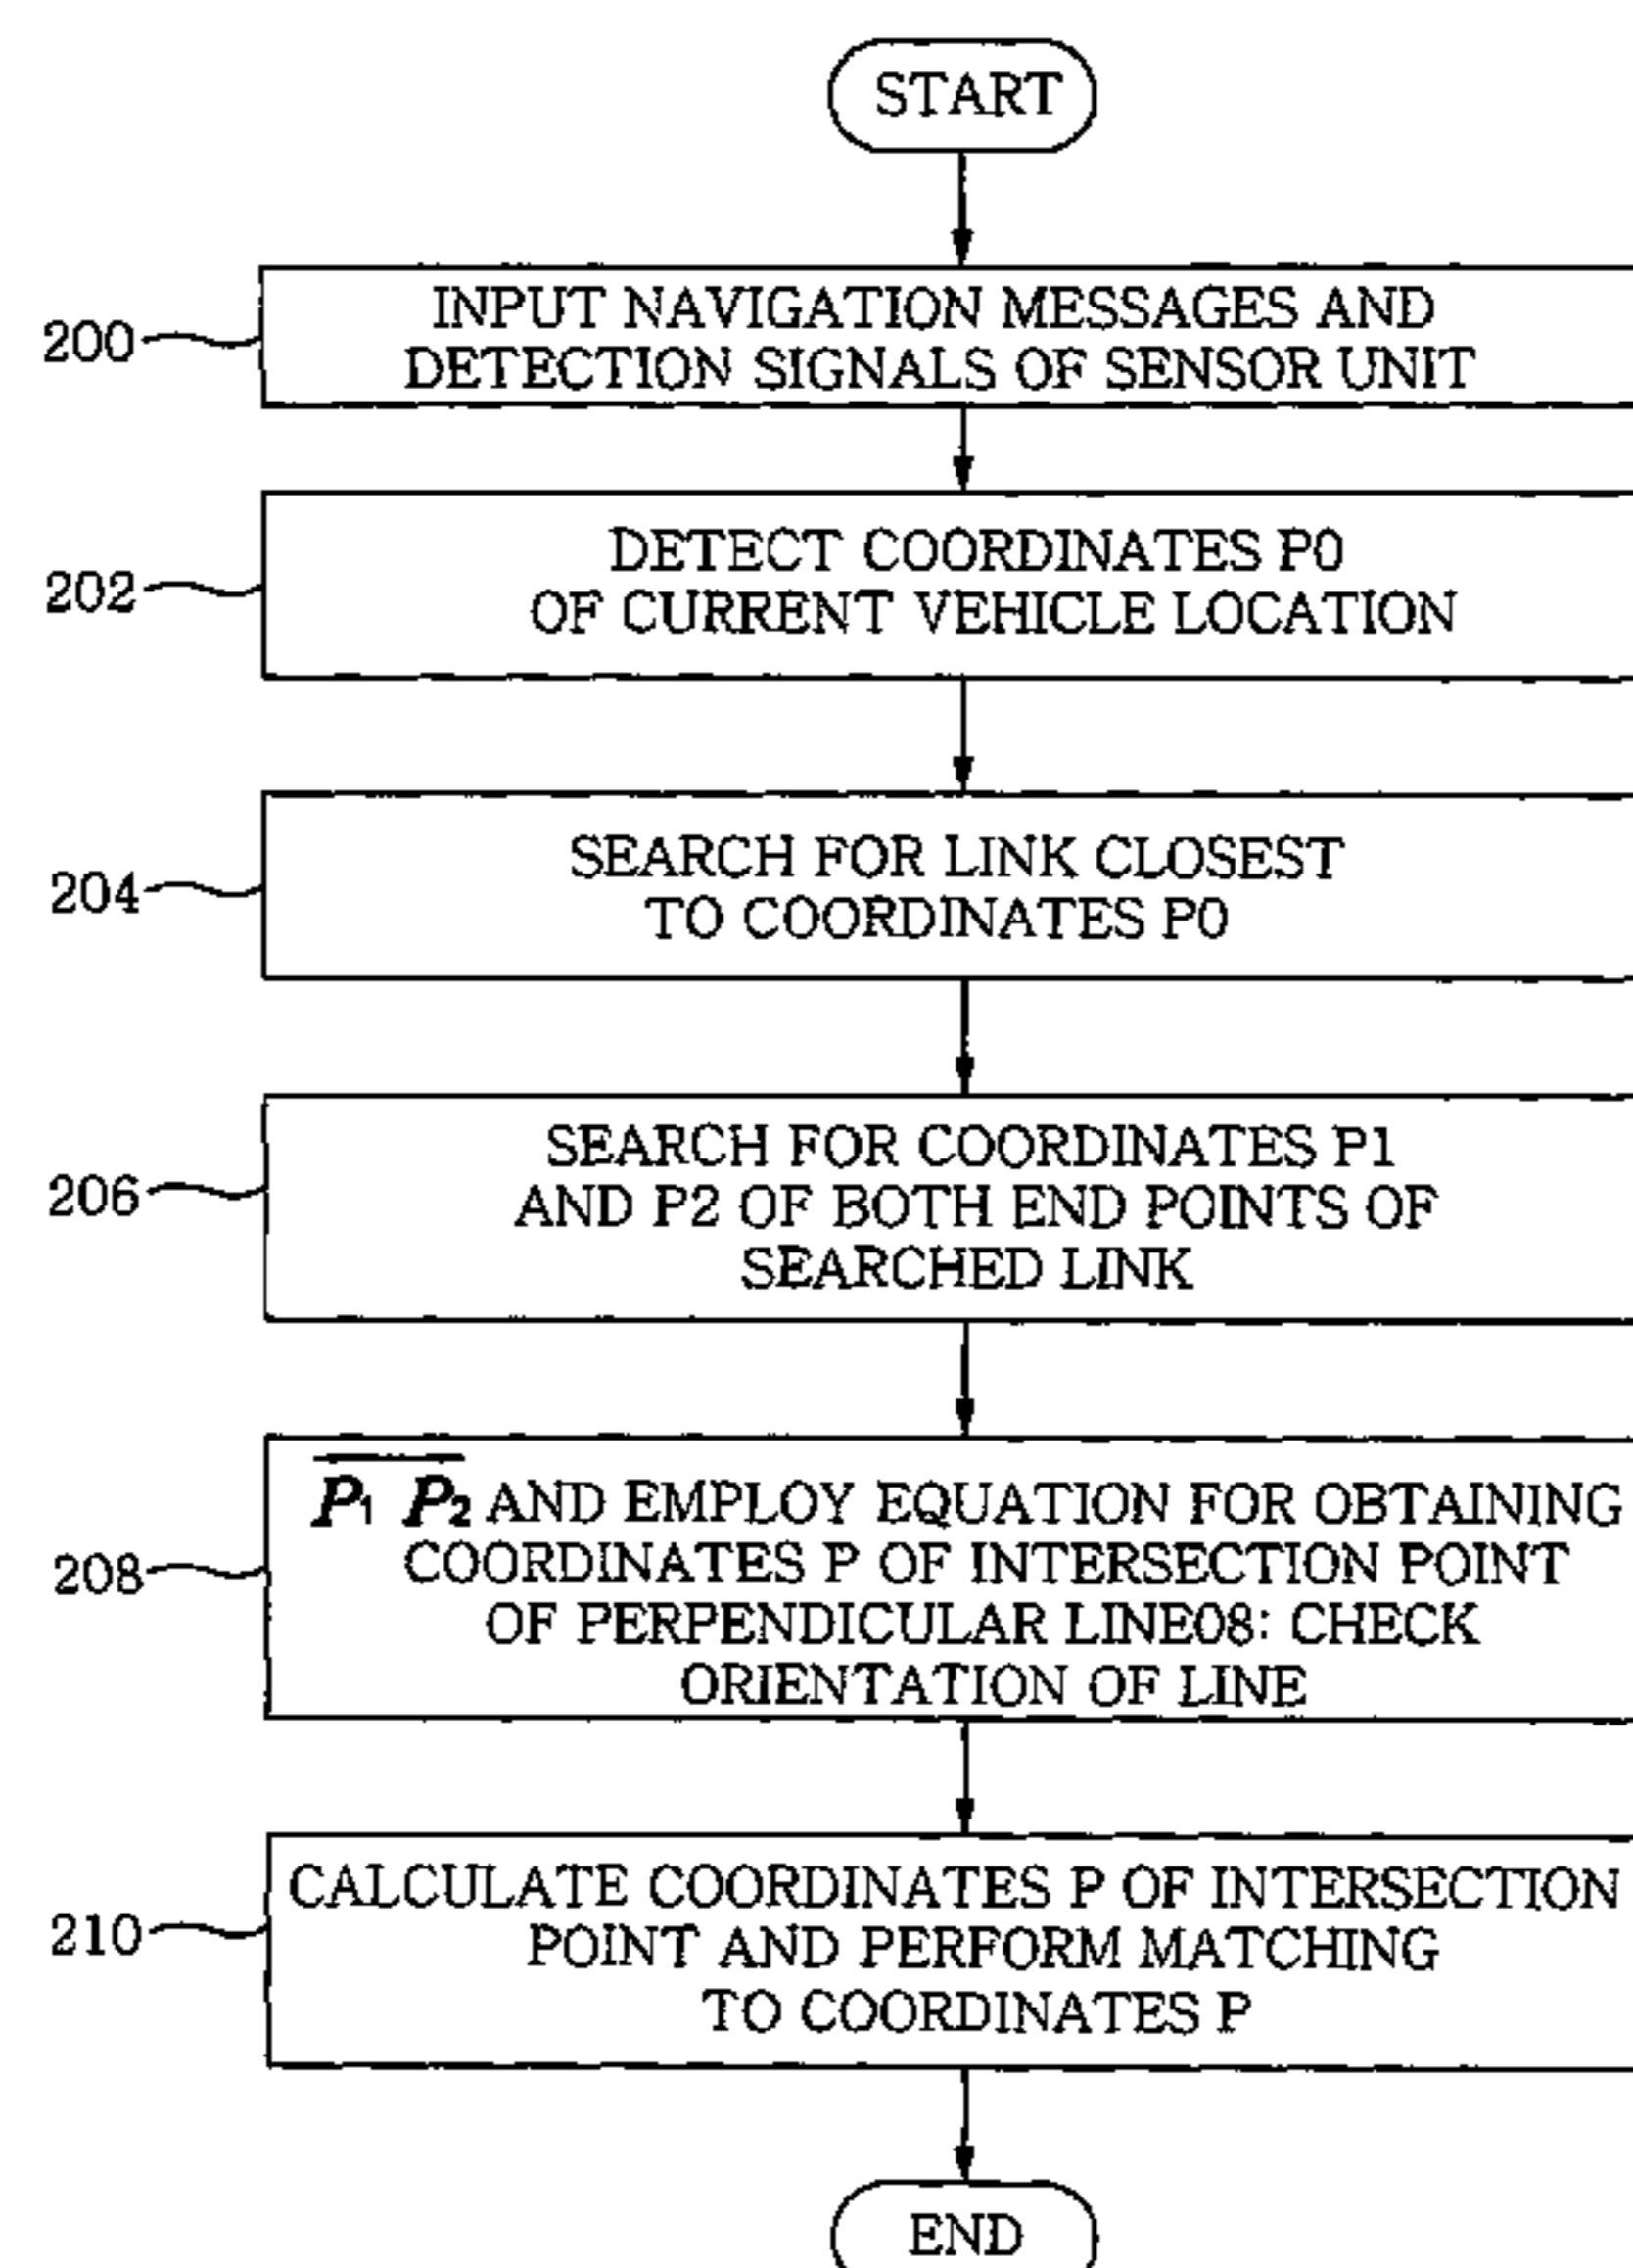 START
200
INPUT NAVIGATION MESSAGES AND
DETECTION SIGNALS OF SENSOR UNIT
202
DETECT COORDINATES P0
OF CURRENT VEHICLE LOCATION
204
SEARCH FOR LINK CLOSEST
TO COORDINATES P0
206
SEARCH FOR COORDINATES P1
AND P2 OF BOTH END POINTS OF
SEARCHED LINK
208
P₁ P₂ AND EMPLOY EQUATION FOR OBTAINING
COORDINATES P OF INTERSECTION POINT
OF PERPENDICULAR LINE08: CHECK
ORIENTATION OF LINE
210
CALCULATE COORDINATES P OF INTERSECTION
POINT AND PERFORM MATCHING
TO COORDINATES P
END